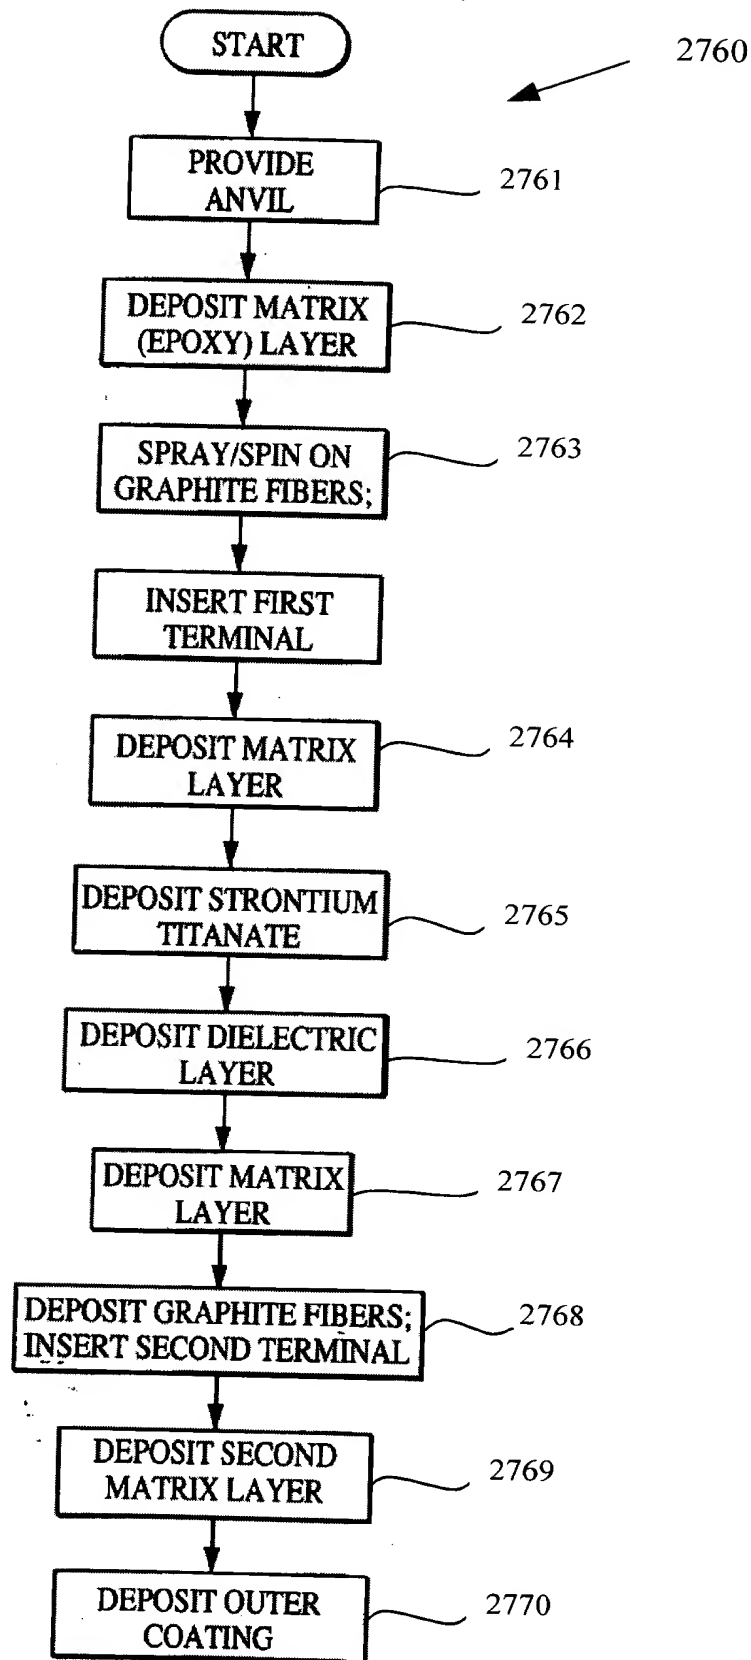 START
2760
PROVIDE
ANVIL
2761
DEPOSIT MATRIX
(EPOXY) LAYER
2762
SPRAY/SPIN ON
GRAPHITE FIBERS;
2763
INSERT FIRST
TERMINAL
DEPOSIT MATRIX
LAYER
2764
DEPOSIT STRONTIUM
TITANATE
2765
DEPOSIT DIELECTRIC
LAYER
2766
DEPOSIT MATRIX
LAYER
2767
DEPOSIT GRAPHITE FIBERS;
INSERT SECOND TERMINAL
2768
DEPOSIT SECOND
MATRIX LAYER
2769
DEPOSIT OUTER
COATING
2770